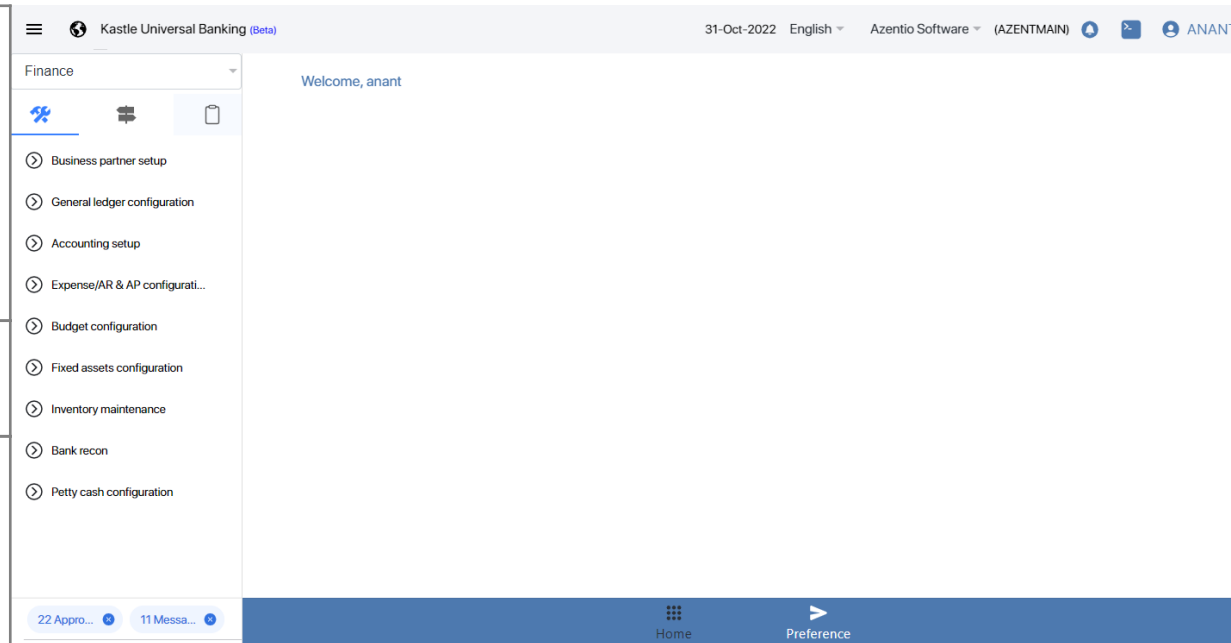 Kastle Universal Banking (Beta) 31-Oct-2022 English Azentio Software (AZENTMAIN) ANANT
Finance
Welcome, anant
Business partner setup
General ledger configuration
Accounting setup
Expense/AR & AP configurati...
Budget configuration
Fixed assets configuration
Inventory maintenance
Bank recon
Petty cash configuration
22 Appro... 11 Messa...
Home Preference